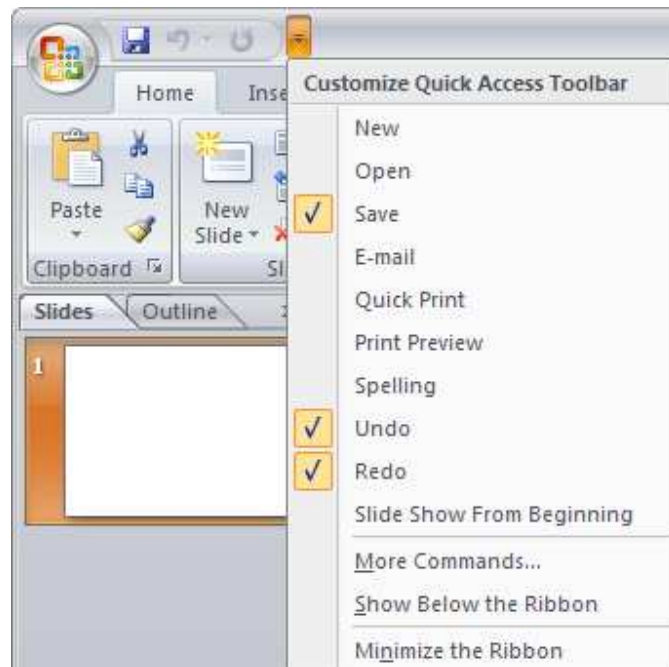 Home Inse
Customize Quick Access Toolbar
New
Open
Save
E-mail
Quick Print
Print Preview
Spelling
Undo
Redo
Slide Show From Beginning
More Commands...
Show Below the Ribbon
Minimize the Ribbon
Paste
New
Slide
Clipboard
Sl
Slides Outline
1